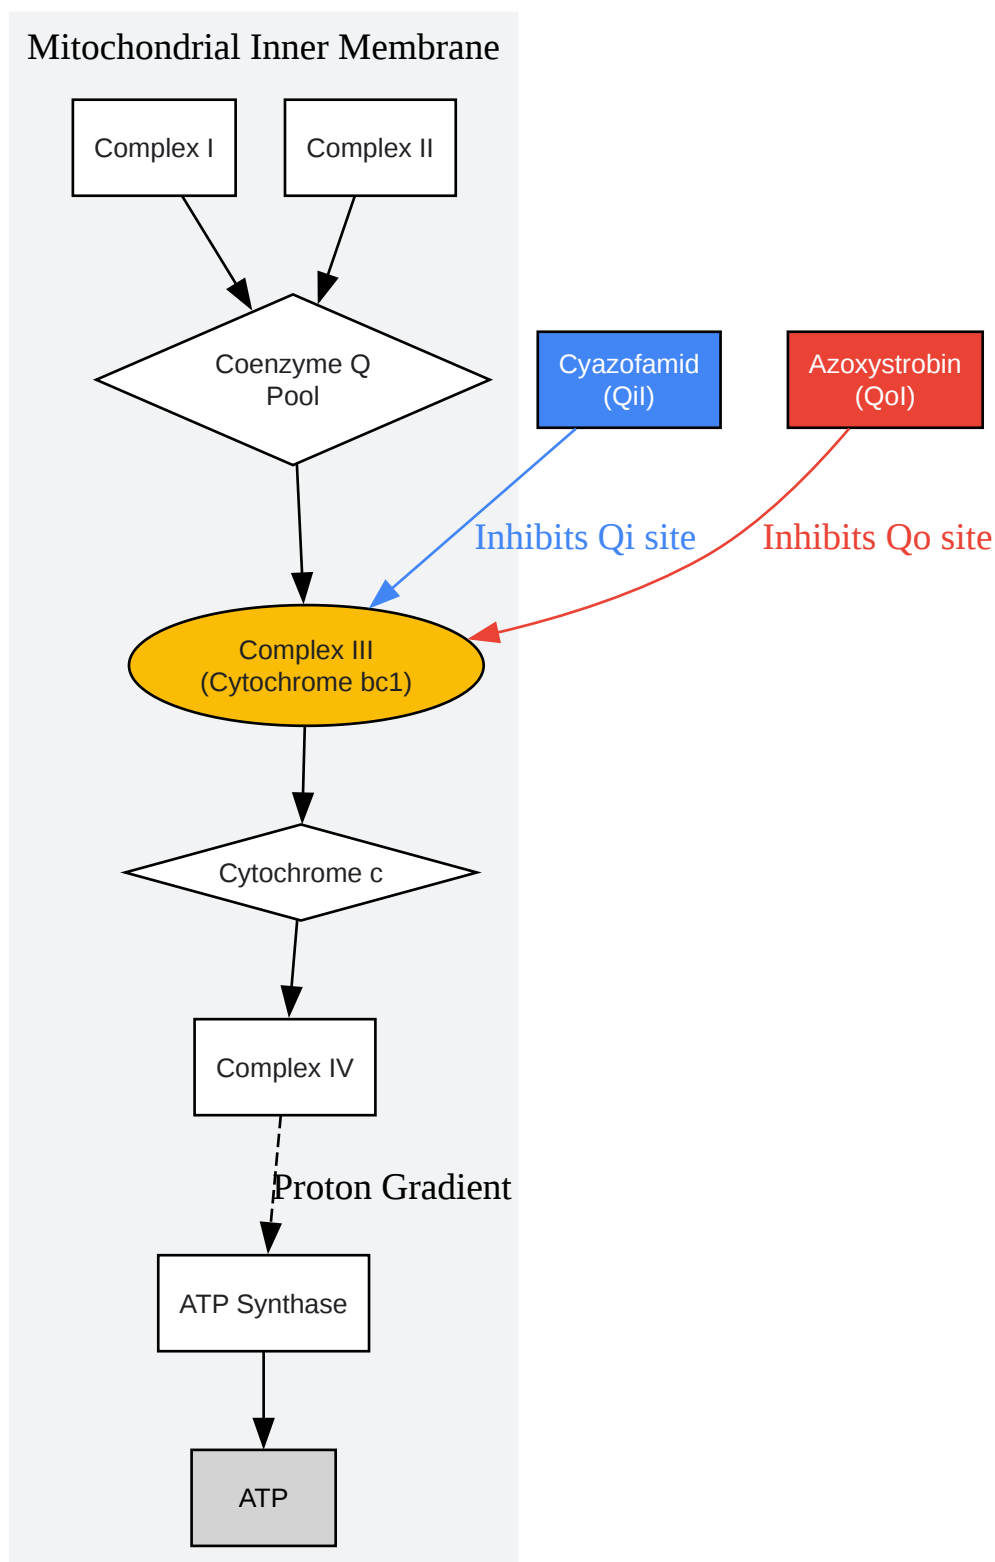 Mitochondrial Inner Membrane
Complex I
Complex II
Coenzyme Q
Pool
Cyazofamid
(QiI)
Azoxystrobin
(QoI)
Inhibits Qi site
Inhibits Qo site
Complex III
(Cytochrome bc1)
Cytochrome c
Complex IV
Proton Gradient
ATP Synthase
ATP